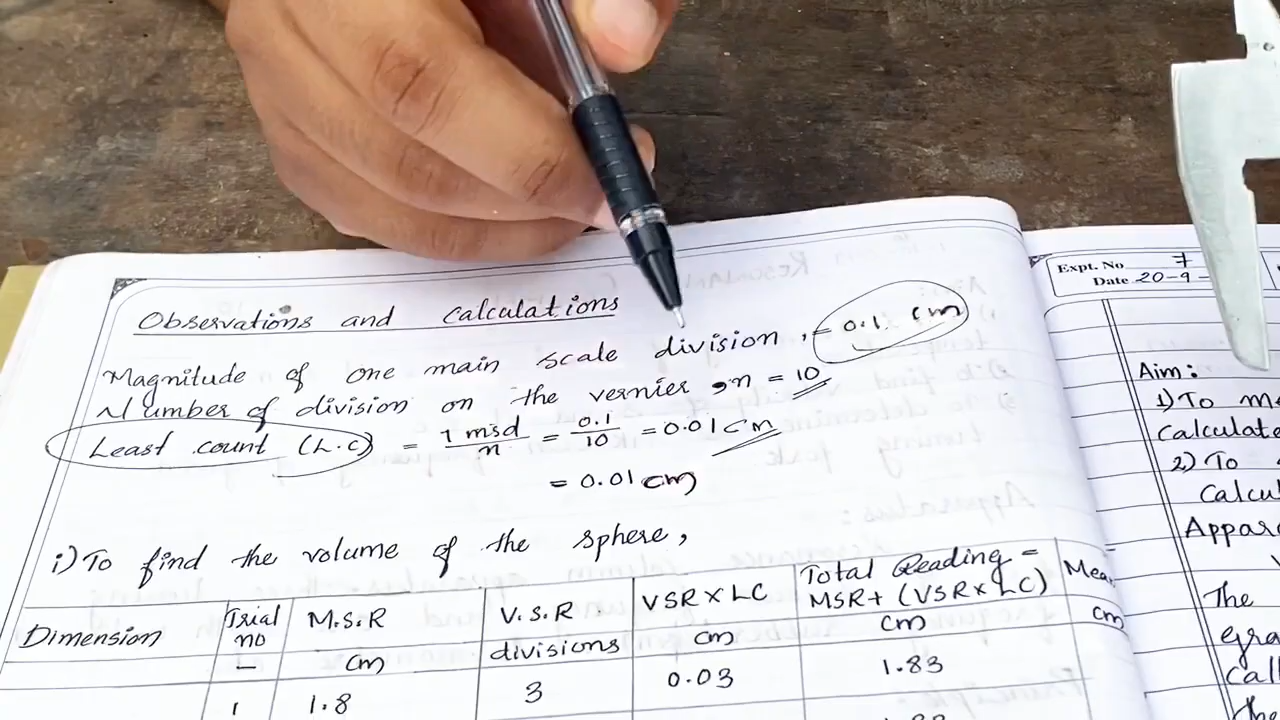 Observations and Calculations
Magnitude of one main scale division, = 0.1 cm
Number of division on the vernier, n = 10
Least count (L.C) = 1 msd / n = 0.1 / 10 = 0.01 cm
= 0.01 cm
i) To find the volume of the sphere,
Dimension Trial no M.S.R (cm) V.S.R divisions VSR x LC cm Total Reading = MSR + (VSR x LC) cm Mean cm
1 1.8 3 0.03 1.83
Expt. No 7
Date 20-9-
Aim:
1) To
Calculate
2) To
The